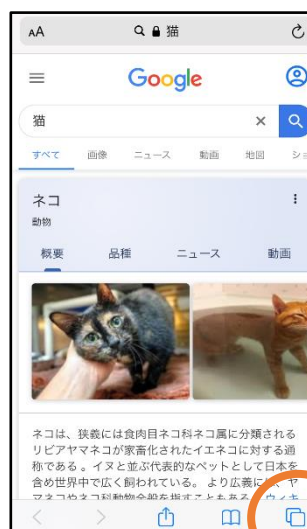 AA 猫
Google
猫
すべて 画像 ニュース 動画 地図 ショ
ネコ
動物
概要 品種 ニュース 動画
ネコは、狭義には食肉目ネコ科ネコ属に分類される
リビアヤマネコが家畜化されたイエネコに対する通
称である。イヌと並ぶ代表的なペットとして日本を
含め世界中で広く飼われている。 より広義には、ヤ
マネコやネコ科動物全般を指すこともある。 ウィキ